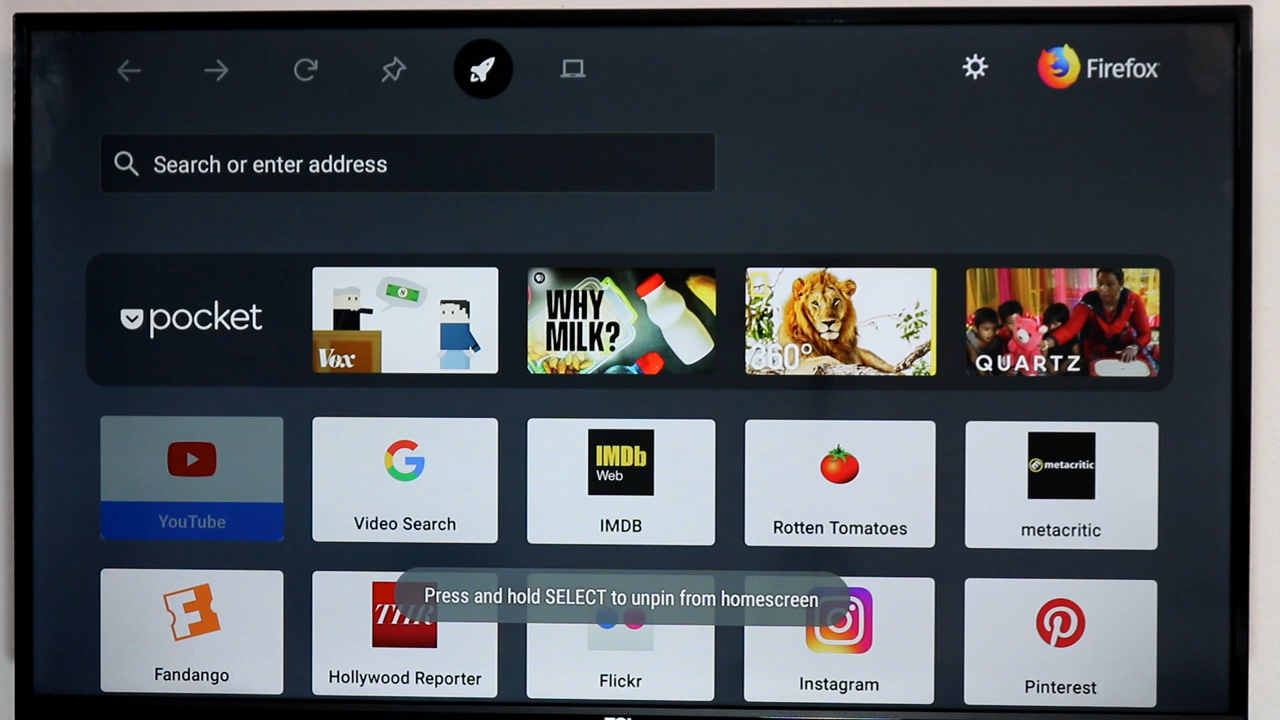 Firefox
Search or enter address
pocket
Vox
WHY
MILK?
360°
QUARTZ
IMDb
Web
metacritic
YouTube
Video Search
IMDB
Rotten Tomatoes
metacritic
Press and hold SELECT to unpin from homescreen
THR
Fandango
Hollywood Reporter
Flickr
Instagram
Pinterest